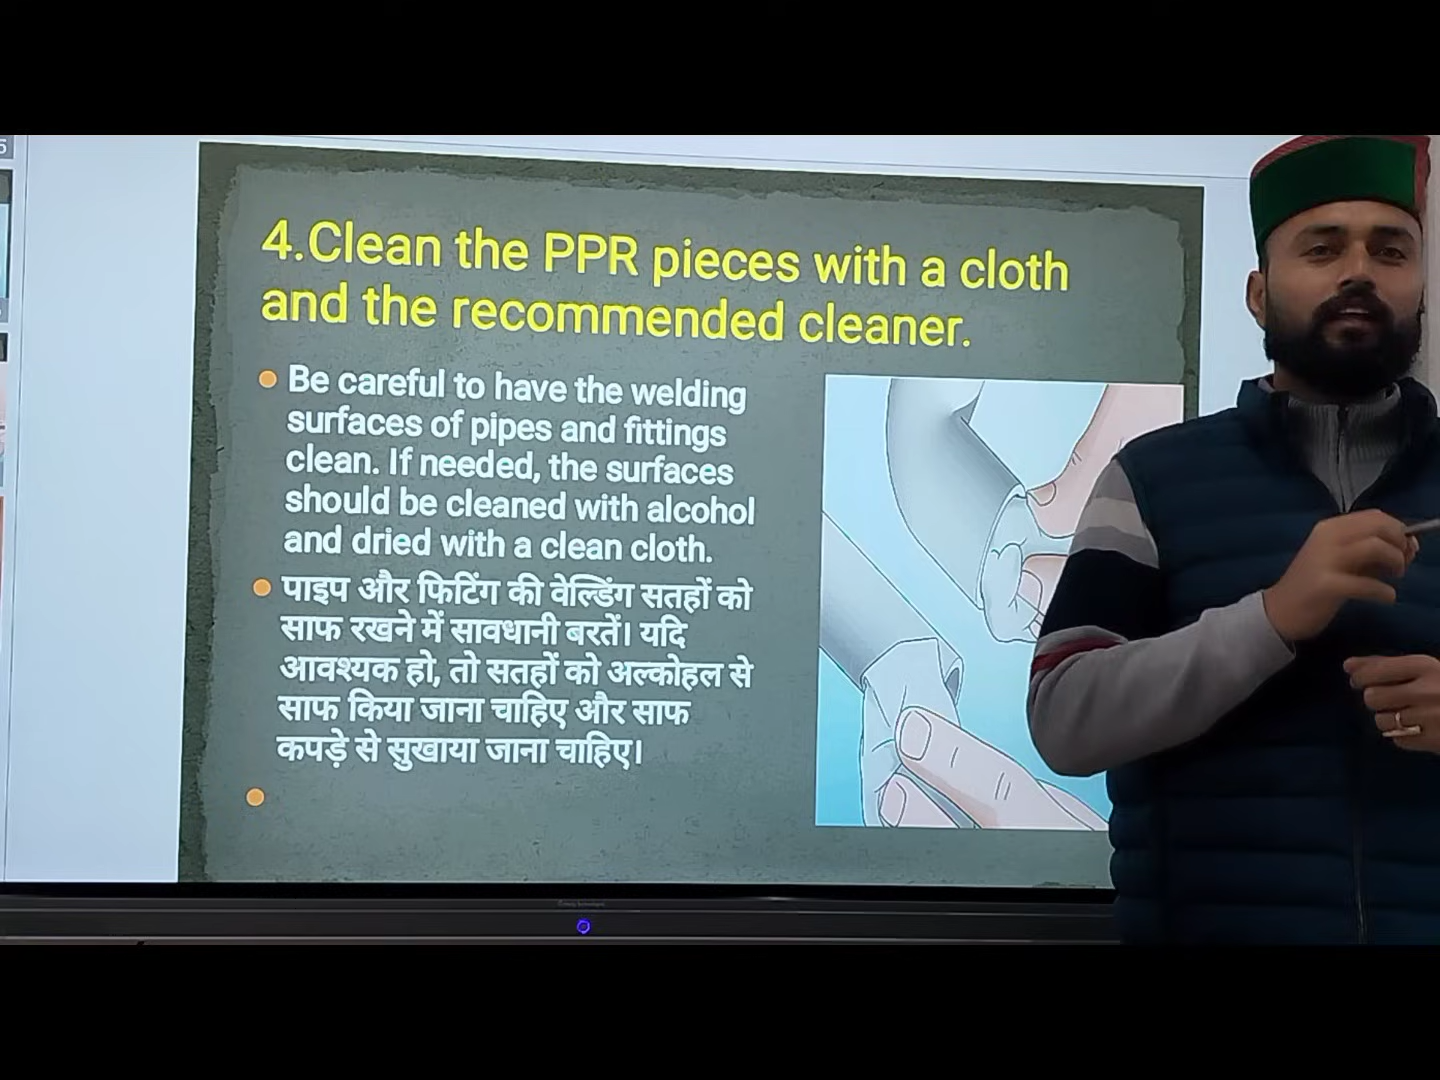 4.Clean the PPR pieces with a cloth
and the recommended cleaner.
Be careful to have the welding
surfaces of pipes and fittings
clean. If needed, the surfaces
should be cleaned with alcohol
and dried with a clean cloth.
पाइप और फिटिंग की वेल्डिंग सतहों को
साफ रखने में सावधानी बरतें। यदि
आवश्यक हो, तो सतहों को अल्कोहल से
साफ किया जाना चाहिए और साफ
कपड़े से सुखाया जाना चाहिए।